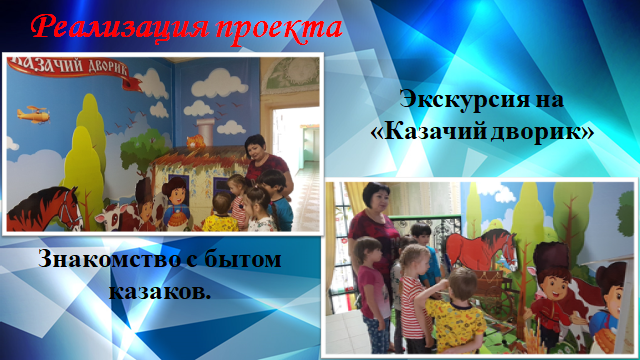 Реализация проекта
КАЗАЧИЙ ДВОРИК
Экскурсия на
«Казачий дворик»
Знакомство с бытом
казаков.